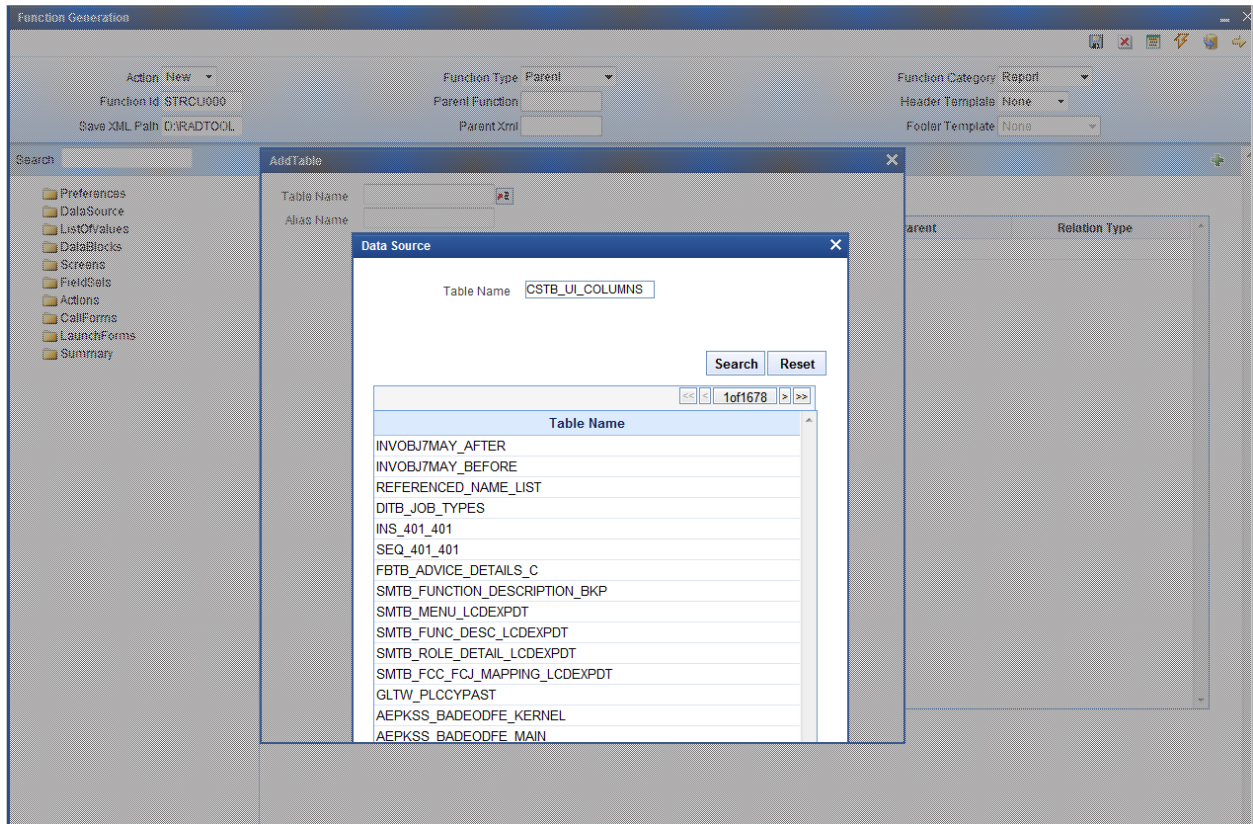 Function Generation
Action New Function Type Parent Function Category Report
Function Id STRCU000 Parent Function Header Template None
Save XML Path D:\RADTOOL Parent Xml Footer Template None
Search AddTable
Preferences Table Name
DataSource Alias Name
ListOfValues Parent Relation Type
DataBlocks Data Source
Screens
FieldSets
Actions Table Name CSTB_UI_COLUMNS
CallForms
LaunchForms
Summary
Search Reset
<< < 1of1678 > >>
Table Name
INVOBJ7MAY_AFTER
INVOBJ7MAY_BEFORE
REFERENCED_NAME_LIST
DITB_JOB_TYPES
INS_401_401
SEQ_401_401
FBTB_ADVICE_DETAILS_C
SMTB_FUNCTION_DESCRIPTION_BKP
SMTB_MENU_LCDEXPDT
SMTB_FUNC_DESC_LCDEXPDT
SMTB_ROLE_DETAIL_LCDEXPDT
SMTB_FCC_FCJ_MAPPING_LCDEXPDT
GLTW_PLCCYPAST
AEPKSS_BADEODFE_KERNEL
AEPKSS_BADEODFE_MAIN